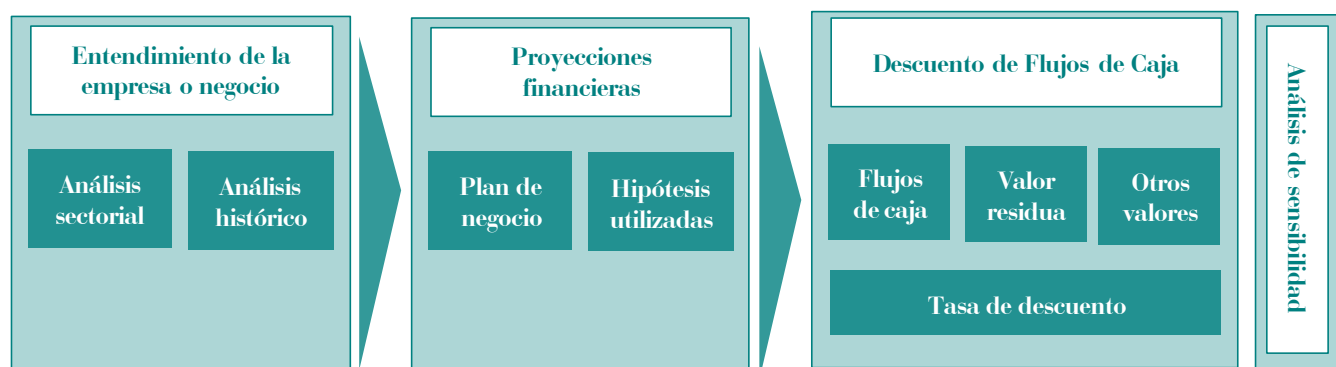 Entendimiento de la
empresa o negocio
Análisis
sectorial
Análisis
histórico
Proyecciones
financieras
Plan de
negocio
Hipótesis
utilizadas
Descuento de Flujos de Caja
Flujos
de caja
Valor
residua
Otros
valores
Tasa de descuento
Análisis de sensibilidad